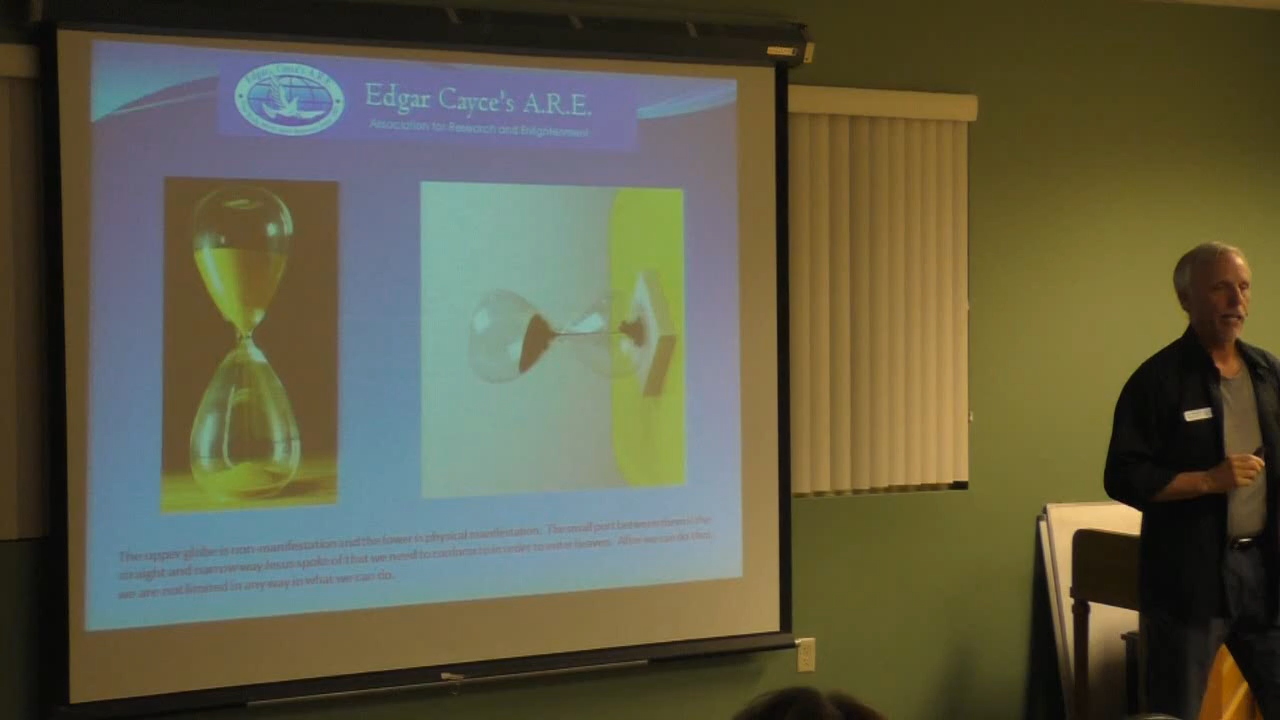 Edgar Cayce's A.R.E.
Edgar Cayce's A.R.E.
Association for Research and Enlightenment
The upper globe is non-manifestation and the lower is physical manifestation. The small port between them is the
straight and narrow way Jesus spoke of that we need to conform to in order to enter heaven. After we can do that
we are not limited in any way in what we can do.